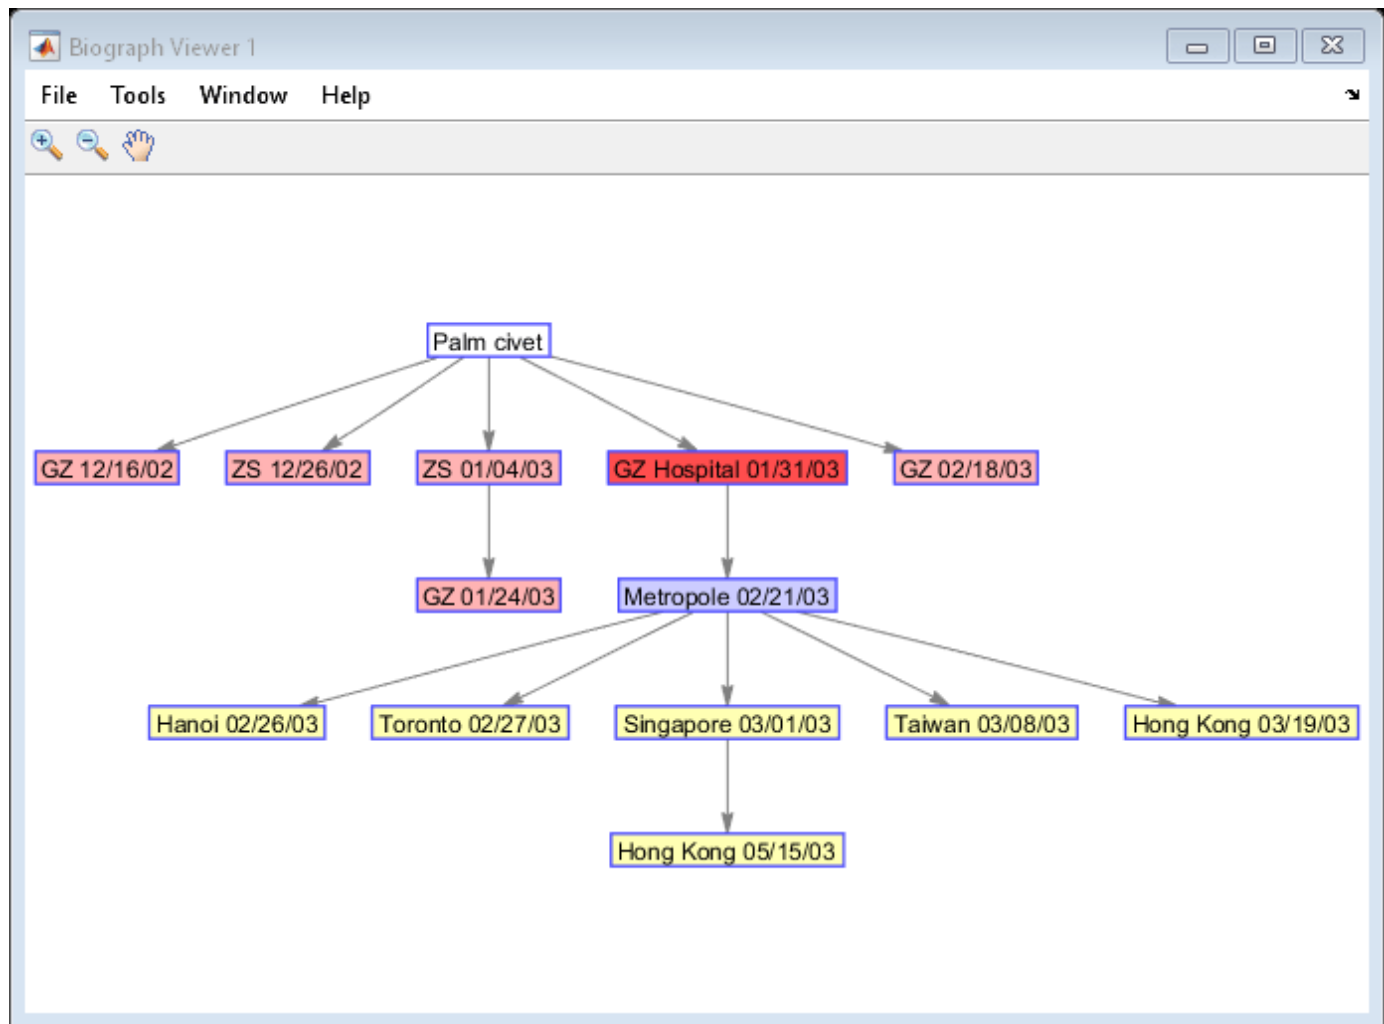 Biograph Viewer 1
File Tools Window Help
Palm civet
GZ 12/16/02 ZS 12/26/02 ZS 01/04/03 GZ Hospital 01/31/03 GZ 02/18/03
GZ 01/24/03 Metropole 02/21/03
Hanoi 02/26/03 Toronto 02/27/03 Singapore 03/01/03 Taiwan 03/08/03 Hong Kong 03/19/03
Hong Kong 05/15/03